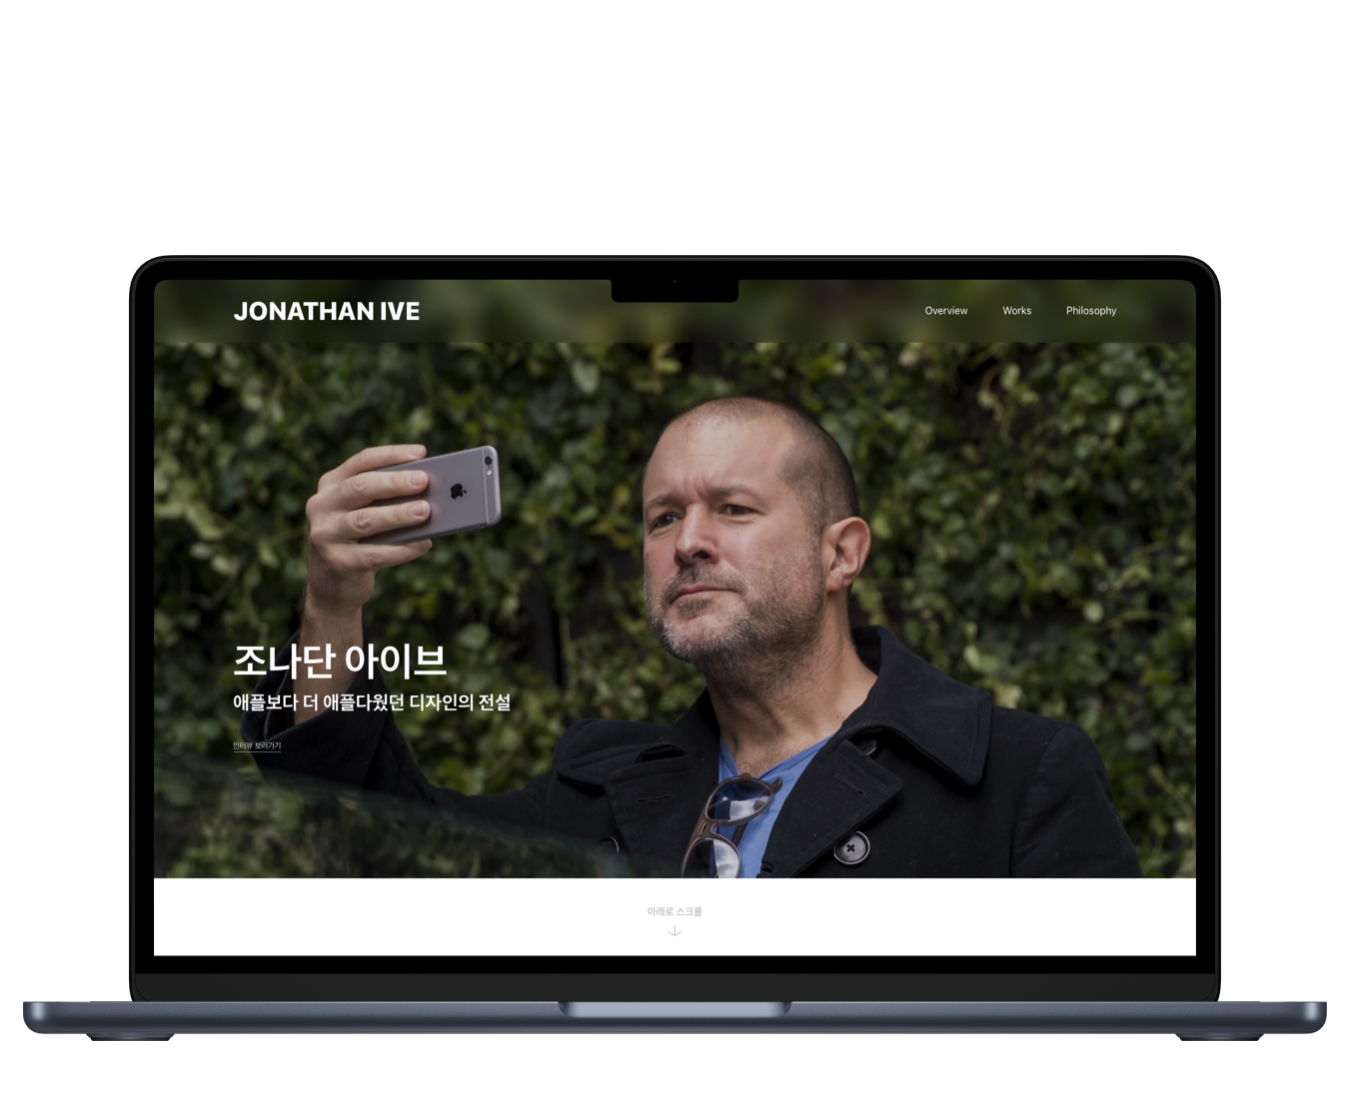 JONATHAN IVE
Overview Works Philosophy
조나단 아이브
애플보다 더 애플다웠던 디자인의 전설
인터뷰 보러가기
아래로 스크롤